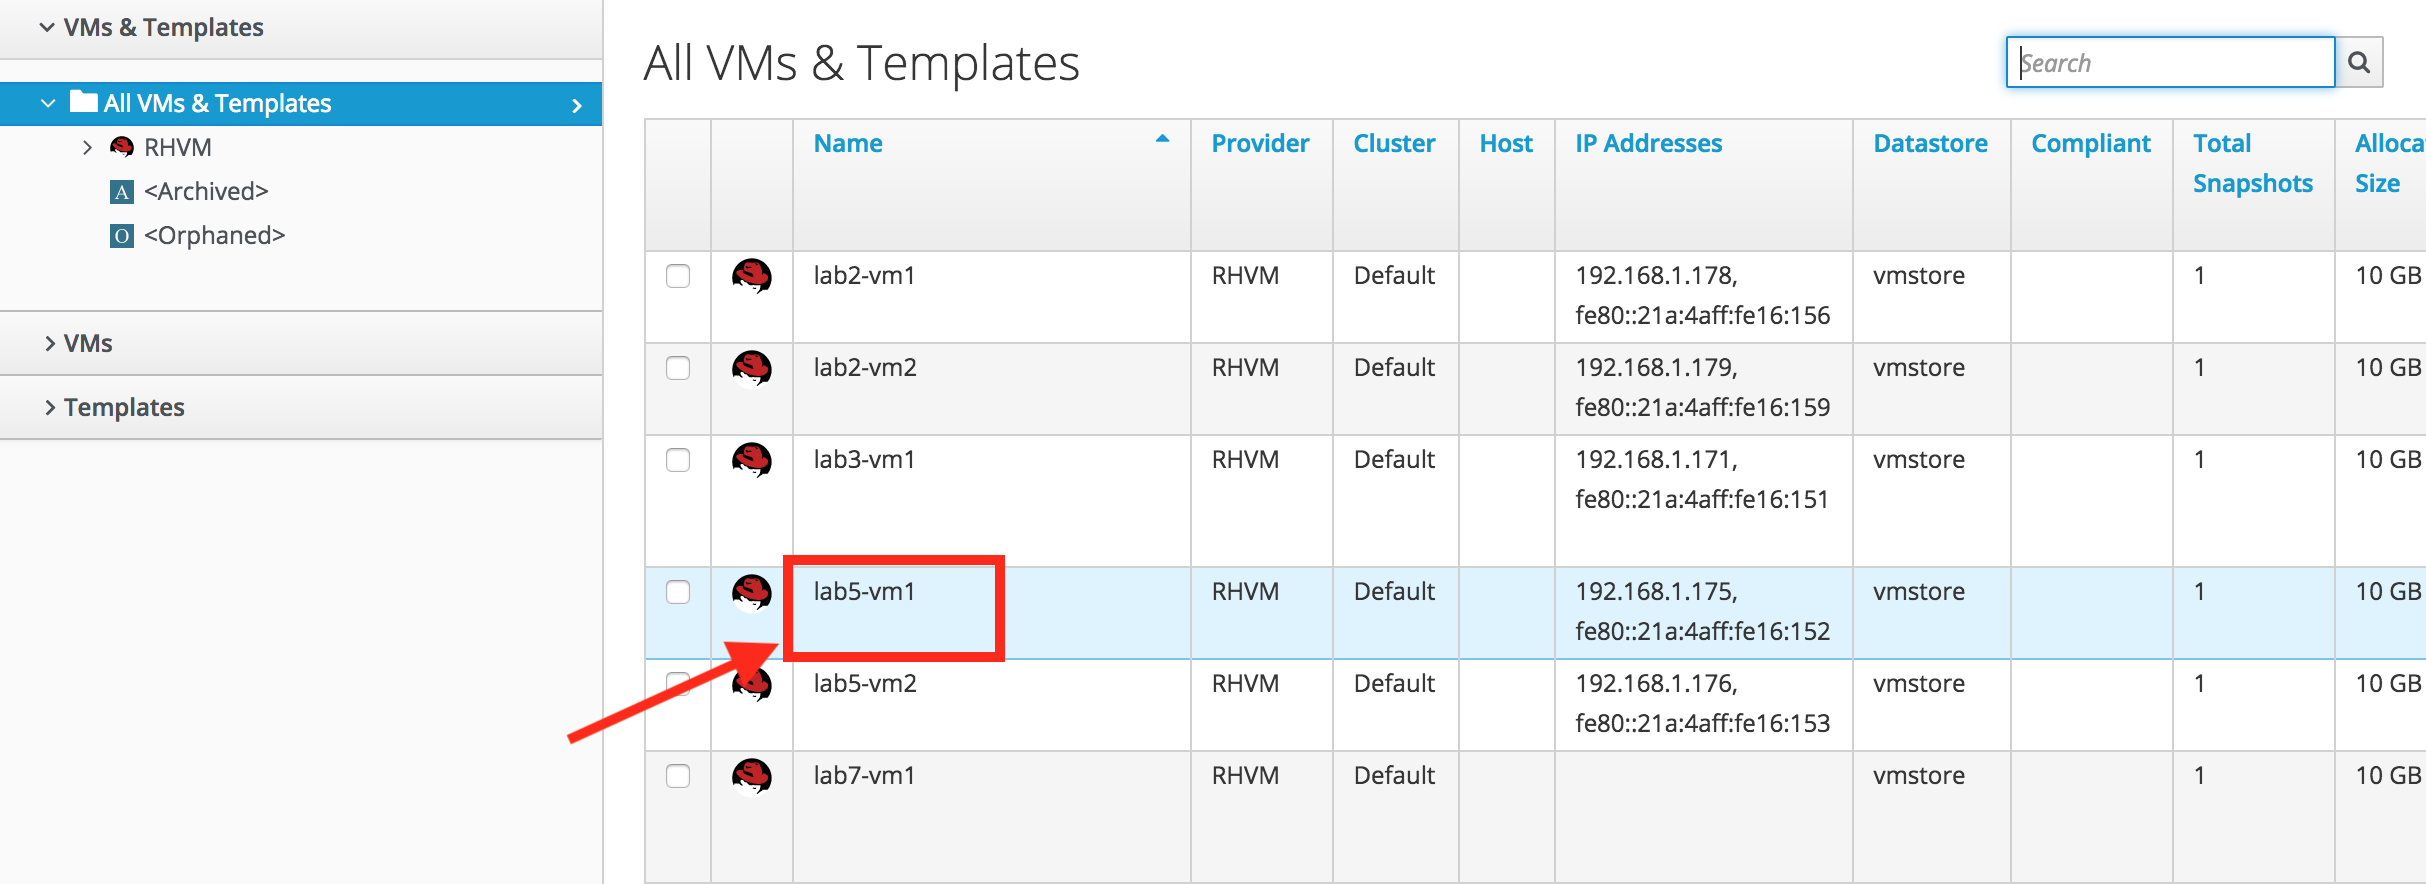 VMs & Templates
All VMs & Templates
RHVM
A <Archived>
O <Orphaned>
VMs
Templates
All VMs & Templates
Search
Name Provider Cluster Host IP Addresses Datastore Compliant Total Alloca
Snapshots Size
lab2-vm1 RHVM Default 192.168.1.178, vmstore 1 10 GB
fe80::21a:4aff:fe16:156
lab2-vm2 RHVM Default 192.168.1.179, vmstore 1 10 GB
fe80::21a:4aff:fe16:159
lab3-vm1 RHVM Default 192.168.1.171, vmstore 1 10 GB
fe80::21a:4aff:fe16:151
lab5-vm1 RHVM Default 192.168.1.175, vmstore 1 10 GB
fe80::21a:4aff:fe16:152
lab5-vm2 RHVM Default 192.168.1.176, vmstore 1 10 GB
fe80::21a:4aff:fe16:153
lab7-vm1 RHVM Default vmstore 1 10 GB